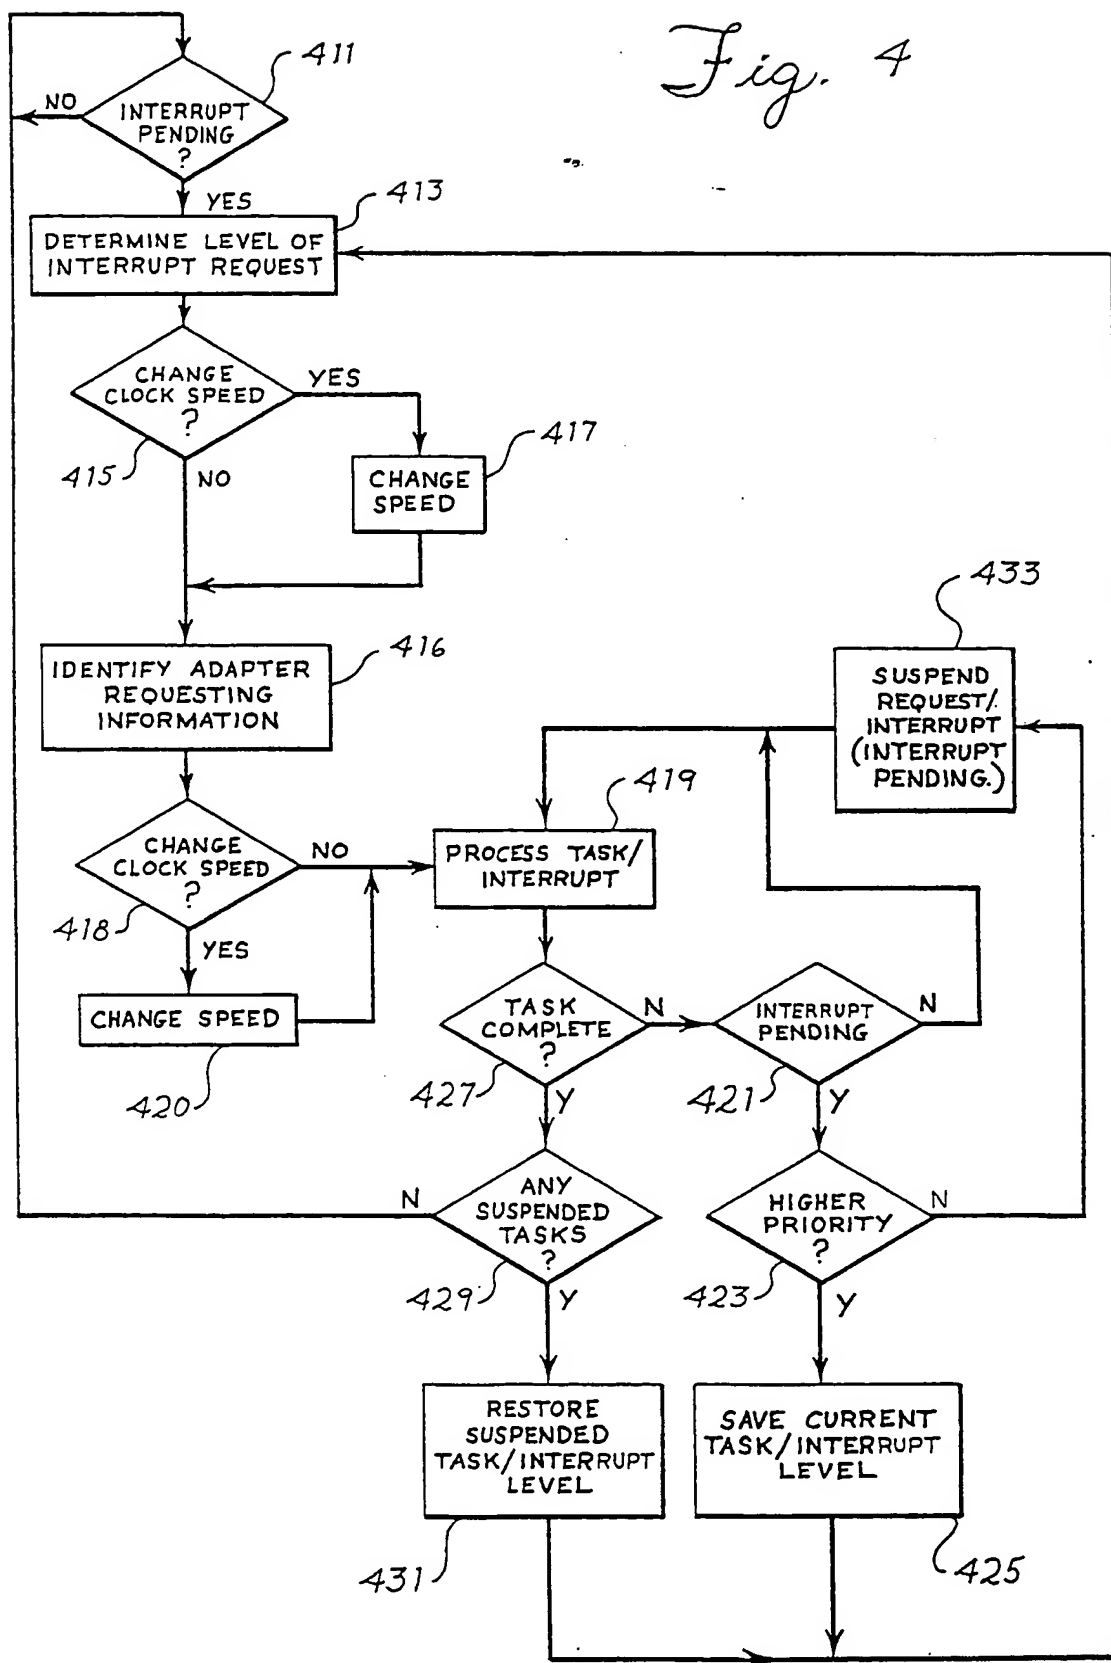 Fig. 4
411
INTERRUPT
PENDING
?
NO
YES
413
DETERMINE LEVEL OF
INTERRUPT REQUEST
CHANGE
CLOCK SPEED
?
YES
415
NO
417
CHANGE
SPEED
416
IDENTIFY ADAPTER
REQUESTING
INFORMATION
433
SUSPEND
REQUEST/
INTERRUPT
(INTERRUPT
PENDING.)
CHANGE
CLOCK SPEED
?
NO
418
YES
419
PROCESS TASK/
INTERRUPT
CHANGE SPEED
420
TASK
COMPLETE
?
N
427
Y
INTERRUPT
PENDING
N
421
Y
ANY
SUSPENDED
TASKS
?
N
429
Y
HIGHER
PRIORITY
?
N
423
Y
RESTORE
SUSPENDED
TASK/INTERRUPT
LEVEL
431
SAVE CURRENT
TASK/INTERRUPT
LEVEL
425